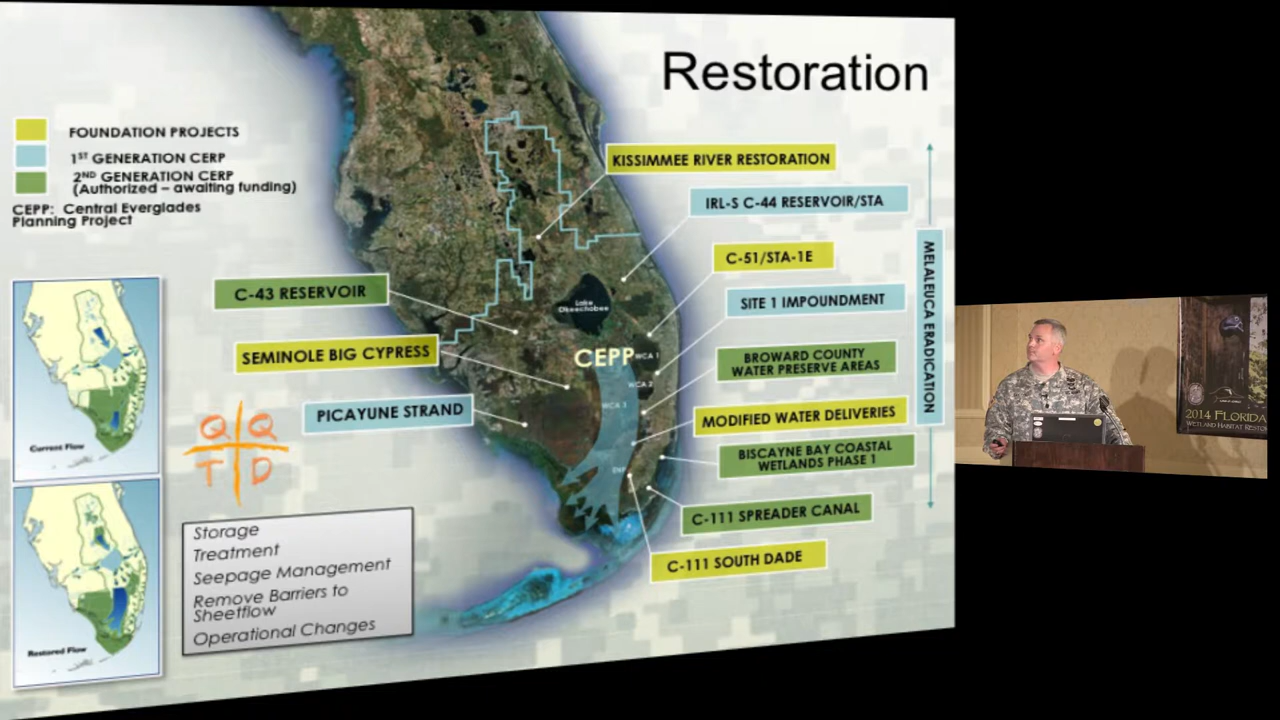 Restoration
FOUNDATION PROJECTS
1ST GENERATION CERP
2ND GENERATION CERP
(Authorized – awaiting funding)
CEPP: Central Everglades
Planning Project
KISSIMMEE RIVER RESTORATION
IRL-S C-44 RESERVOIR/STA
C-51/STA-1E
SITE 1 IMPOUNDMENT
BROWARD COUNTY
WATER PRESERVE AREAS
MODIFIED WATER DELIVERIES
BISCAYNE BAY COASTAL
WETLANDS PHASE 1
C-111 SPREADER CANAL
C-111 SOUTH DADE
MELALEUCA ERADICATION
C-43 RESERVOIR
SEMINOLE BIG CYPRESS
PICAYUNE STRAND
Lake
Okeechobee
CEPP
WCA 1
WCA 2
WCA 3
ENP
Current Flow
Restored Flow
Q Q
T D
Storage
Treatment
Seepage Management
Remove Barriers to
Sheetflow
Operational Changes
2014 FLORIDA
WETLAND HABITAT